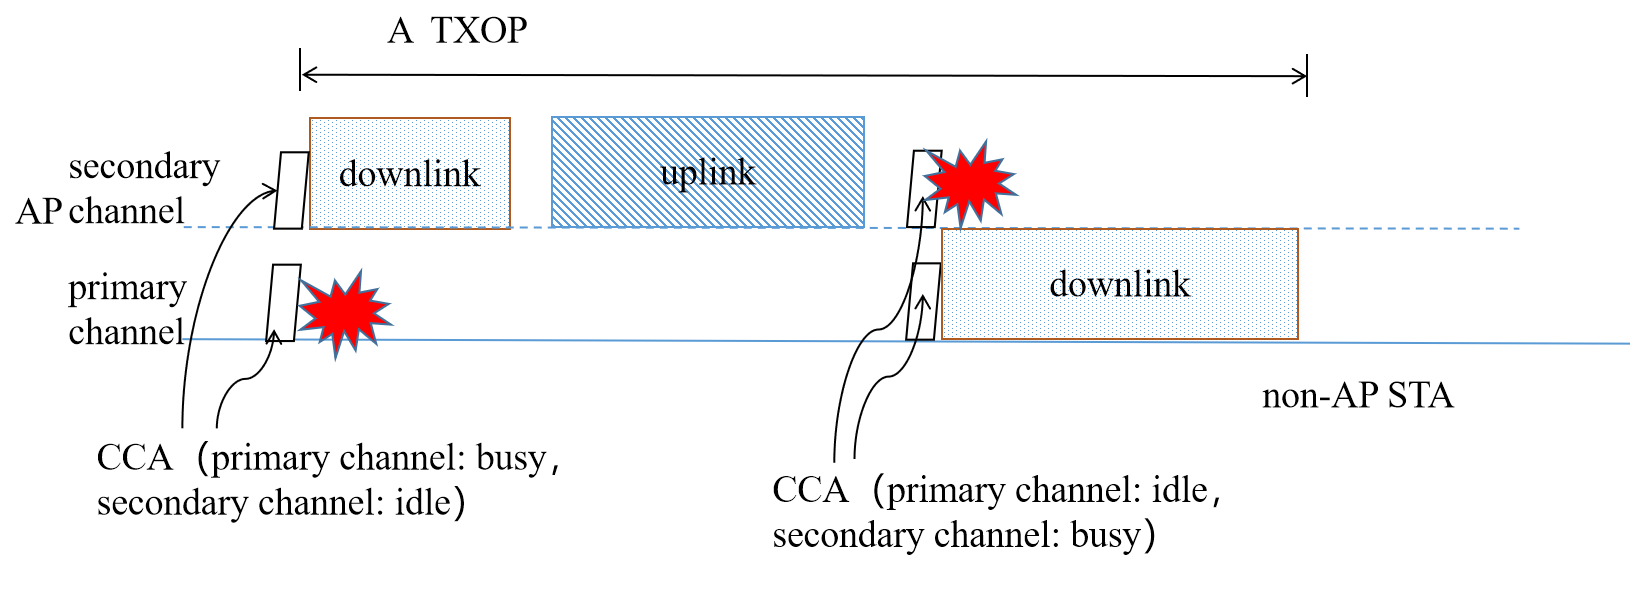 A TXOP
secondary
AP channel
downlink
uplink
primary
channel
downlink
non-AP STA
CCA (primary channel: busy,
secondary channel: idle)
CCA (primary channel: idle,
secondary channel: busy)